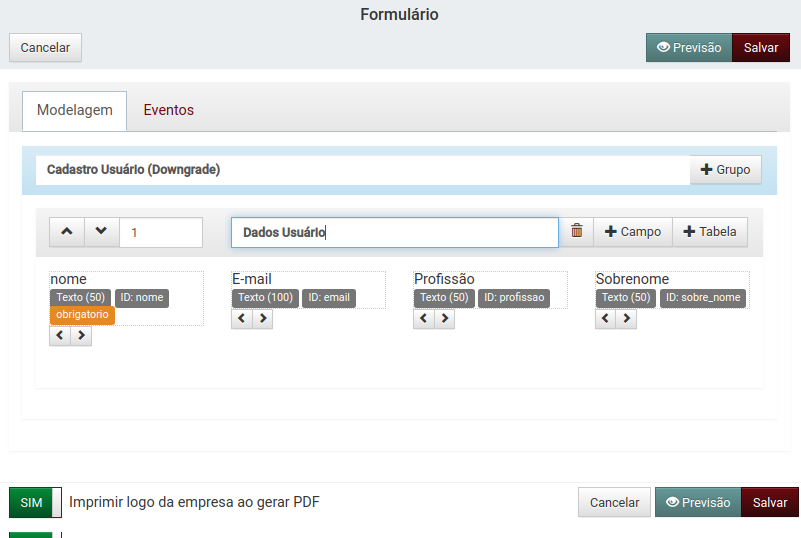 Formulário
Cancelar
Previsão Salvar
Modelagem Eventos
Cadastro Usuário (Downgrade) Grupo
1 Dados Usuário Campo Tabela
nome E-mail Profissão Sobrenome
Texto (50) ID: nome Texto (100) ID: email Texto (50) ID: profissao Texto (50) ID: sobre_nome
obrigatorio
SIM Imprimir logo da empresa ao gerar PDF Cancelar Previsão Salvar